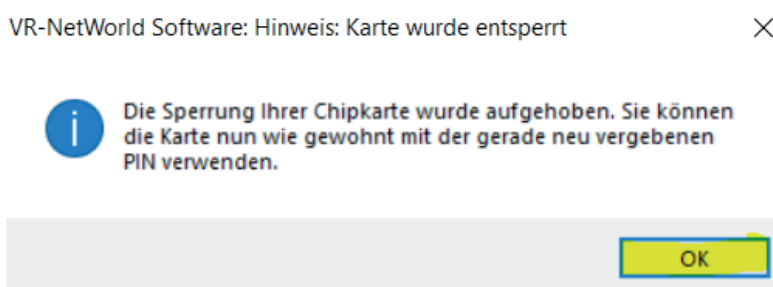 VR-NetWorld Software: Hinweis: Karte wurde entsperrt
Die Sperrung Ihrer Chipkarte wurde aufgehoben. Sie können
die Karte nun wie gewohnt mit der gerade neu vergebenen
PIN verwenden.
OK